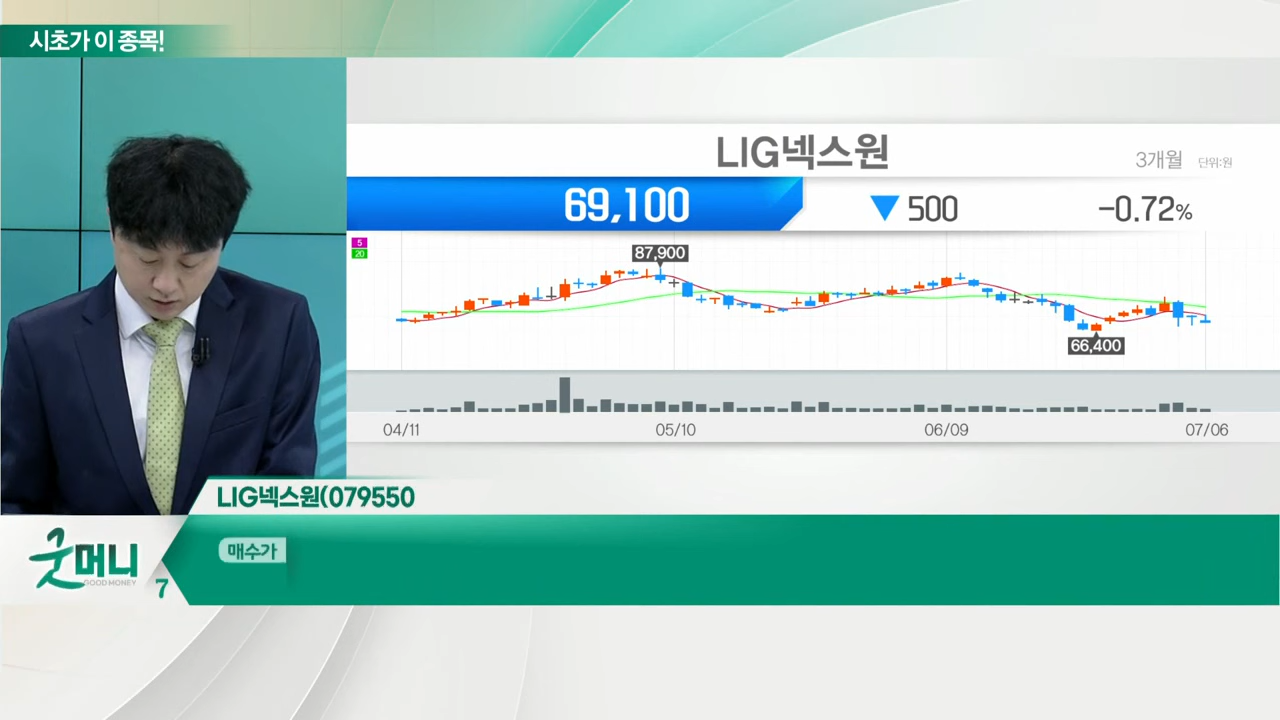 시초가 이 종목!
LIG넥스원
3개월 단위:원
69,100 ▼500 -0.72%
5
20
87,900
66,400
04/11 05/10 06/09 07/06
LIG넥스원(079550
굿머니
GOOD MONEY
7
매수가